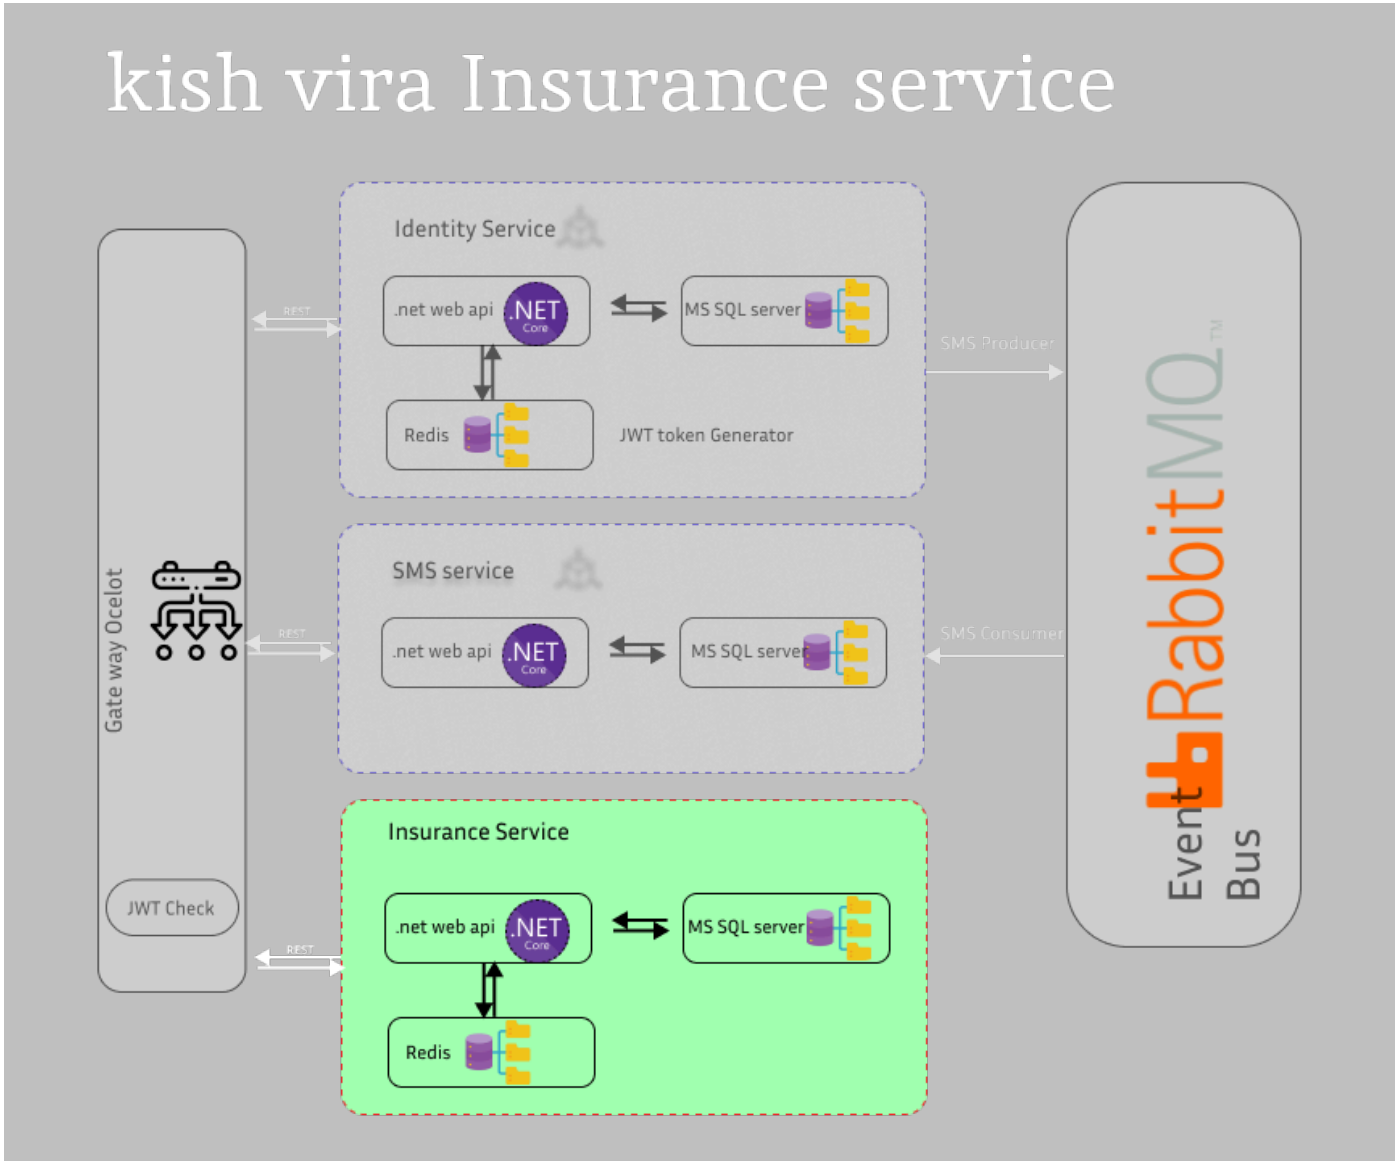 kish vira Insurance service
Identity Service
.net web api
.NET
Core
MS SQL server
REST
Redis
JWT token Generator
SMS Producer
SMS service
.net web api
.NET
Core
MS SQL server
REST
SMS Consumer
Gate way Ocelot
JWT Check
REST
Insurance Service
.net web api
.NET
Core
MS SQL server
Redis
RabbitMQ™
Event
Bus